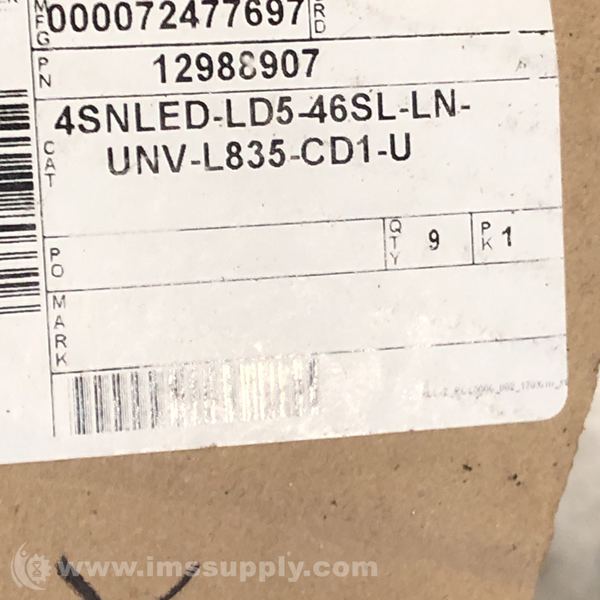 MFG 000072477697 RD
PN 12988907
CAT 4SNLED-LD5-46SL-LN-
UNV-L835-CD1-U
PO QTY 9 PK 1
MARK
www.imssupply.com